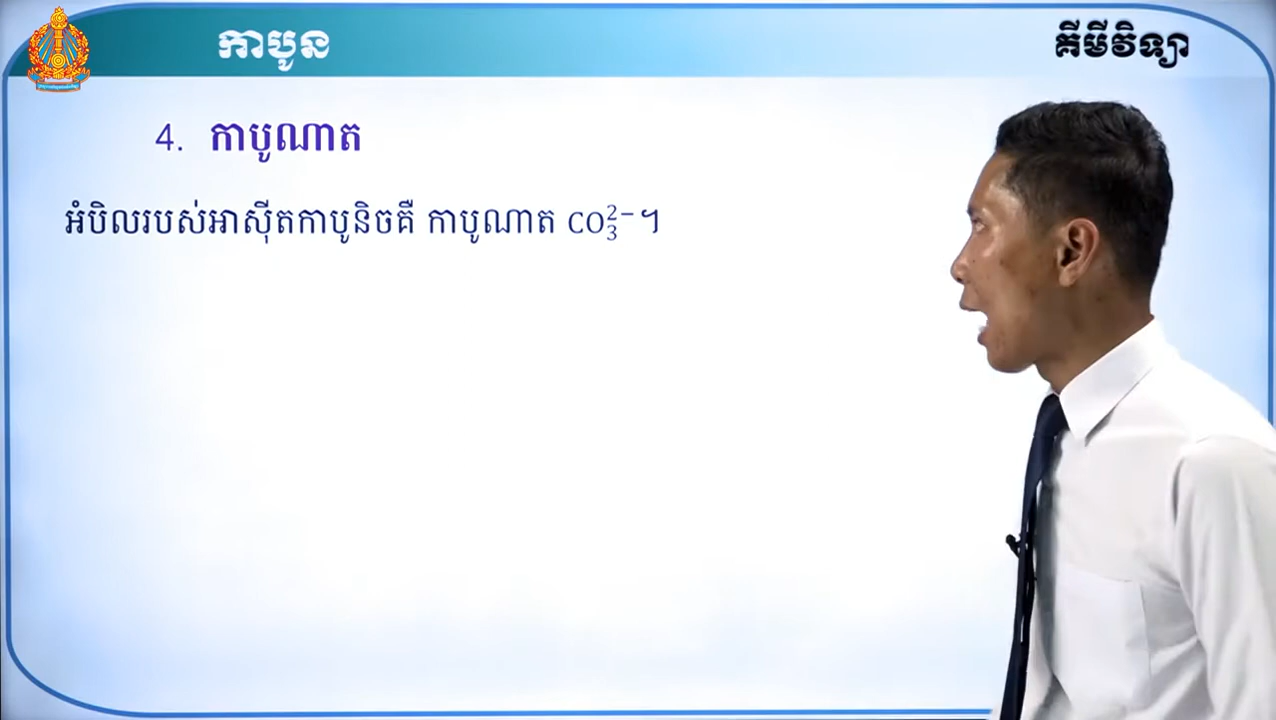 កាបូន
គីមីវិទ្យា
4. កាបូណាត
អំបិលរបស់អាស៊ីតកាបូនិចគឺ កាបូណាត CO₃²⁻ ។